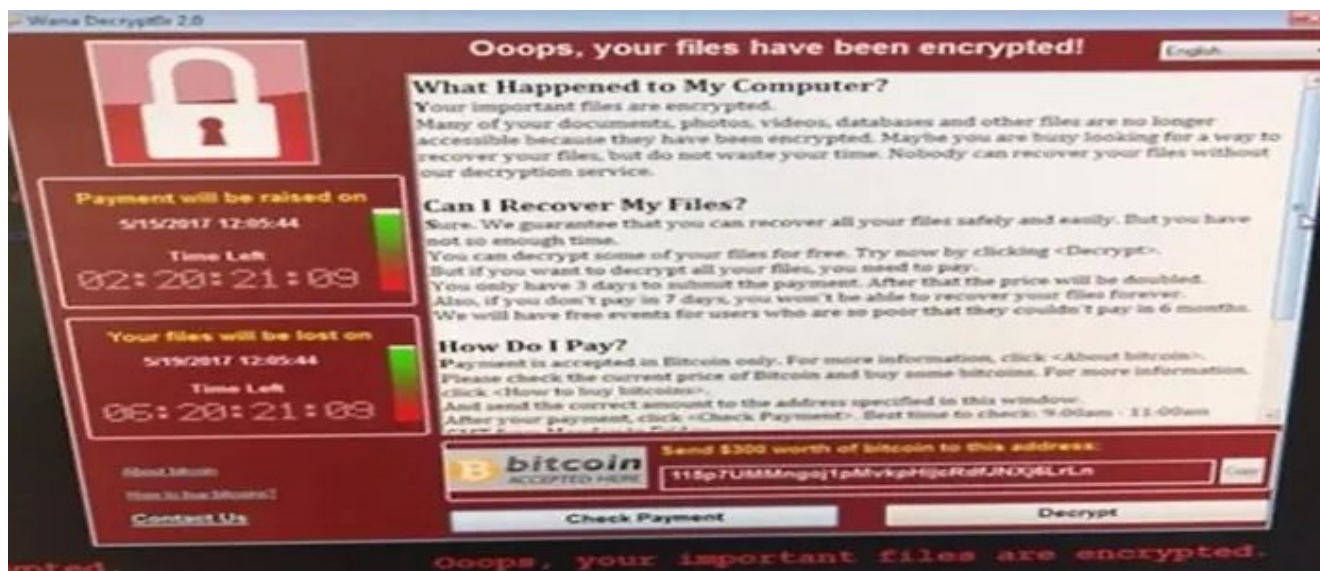 Wana Decrypt0r 2.0
Ooops, your files have been encrypted!
English
What Happened to My Computer?
Your important files are encrypted.
Many of your documents, photos, videos, databases and other files are no longer
accessible because they have been encrypted. Maybe you are busy looking for a way to
recover your files, but do not waste your time. Nobody can recover your files without
our decryption service.
Can I Recover My Files?
Sure. We guarantee that you can recover all your files safely and easily. But you have
not so enough time.
You can decrypt some of your files for free. Try now by clicking <Decrypt>.
But if you want to decrypt all your files, you need to pay.
You only have 3 days to submit the payment. After that the price will be doubled.
Also, if you don't pay in 7 days, you won't be able to recover your files forever.
We will have free events for users who are so poor that they couldn't pay in 6 months.
How Do I Pay?
Payment is accepted in Bitcoin only. For more information, click <About bitcoin>.
Please check the current price of Bitcoin and buy some bitcoins. For more information,
click <How to buy bitcoins>.
And send the correct amount to the address specified in this window.
After your payment, click <Check Payment>. Best time to check: 9:00am - 11:00am
Payment will be raised on
5/15/2017 12:05:44
Time Left
02:20:21:09
Your files will be lost on
5/19/2017 12:05:44
Time Left
06:20:21:09
About bitcoin
How to buy bitcoins?
Contact Us
bitcoin
ACCEPTED HERE
Send $300 worth of bitcoin to this address:
Copy
Check Payment
Decrypt
Ooops, your important files are encrypted.